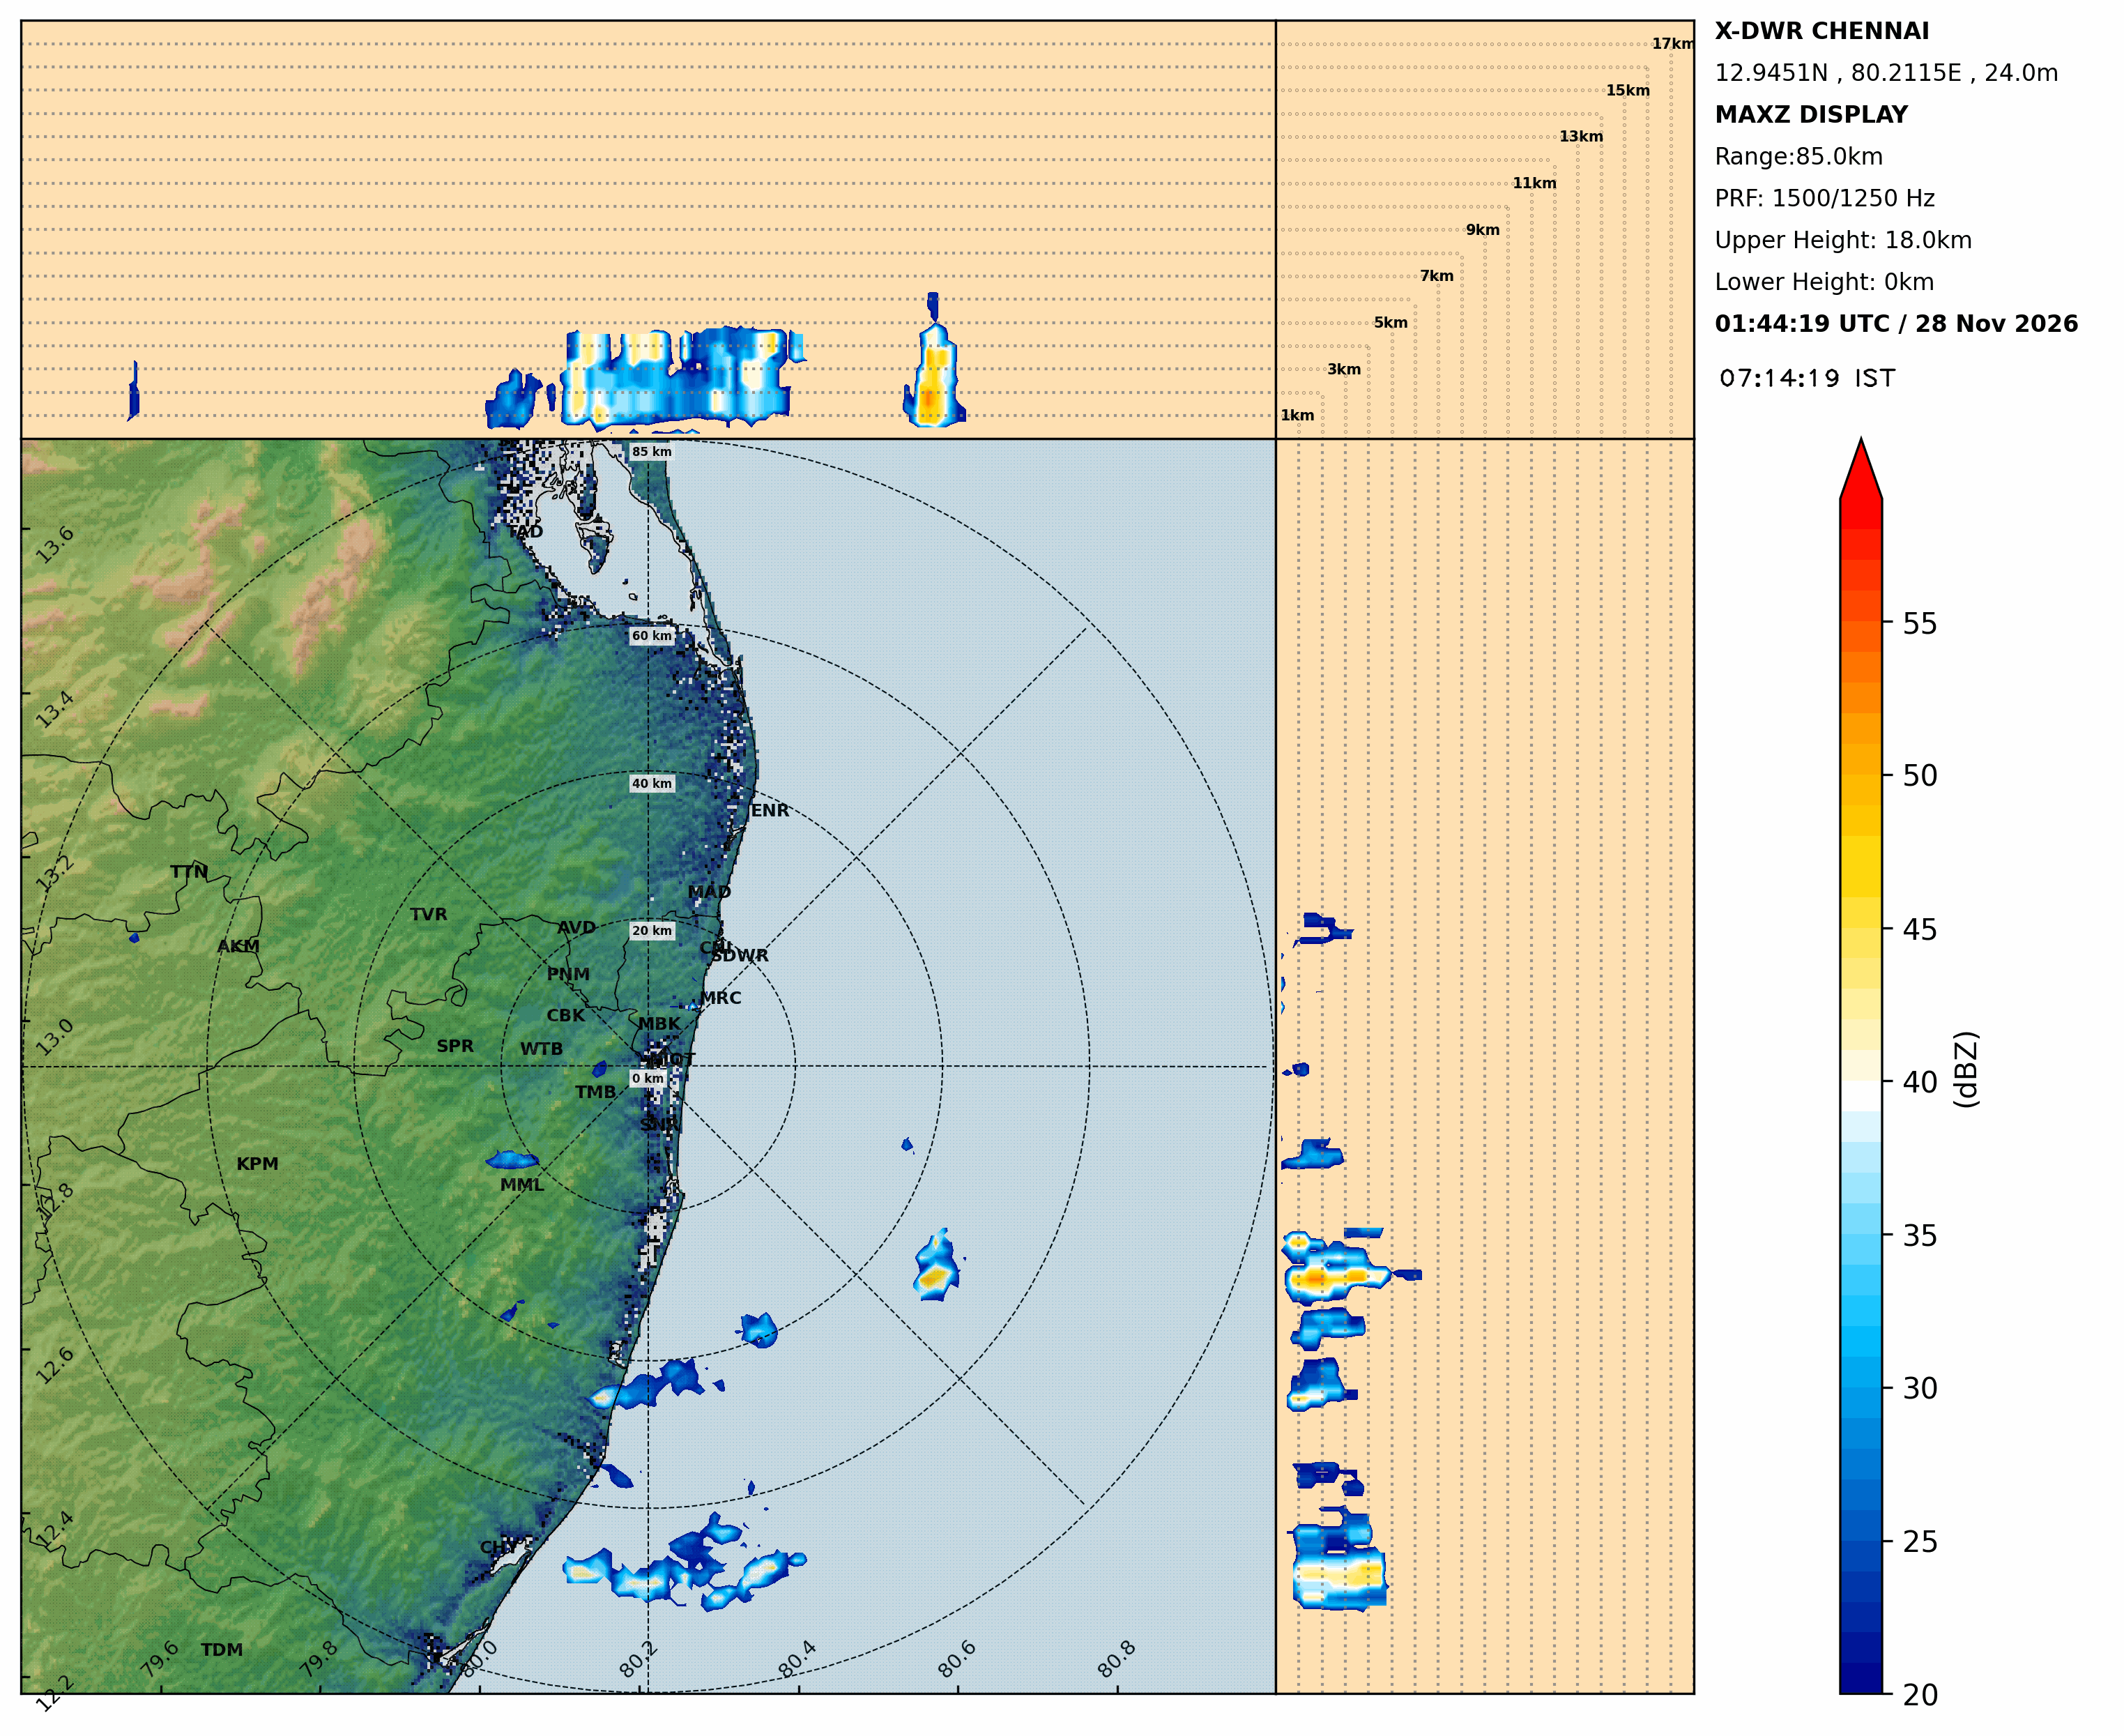 X-DWR CHENNAI
12.9451N , 80.2115E , 24.0m
MAXZ DISPLAY
Range:85.0km
PRF: 1500/1250 Hz
Upper Height: 18.0km
Lower Height: 0km
01:44:19 UTC / 28 Nov 2026
07:14:19 IST
17km
15km
13km
11km
9km
7km
5km
3km
1km
85 km
TAD
13.6
60 km
13.4
40 km
ENR
13.2
TTN
MAD
TVR
AVD
20 km
AKM
CNI
SDWR
PNM
MRC
CBK
MBK
13.0
SPR
WTB
MOT
0 km
TMB
SNR
KPM
MML
12.8
12.6
12.4
CHY
TDM
12.2
79.6
79.8
80.0
80.2
80.4
80.6
80.8
55
50
45
40
35
30
25
20
(dBZ)